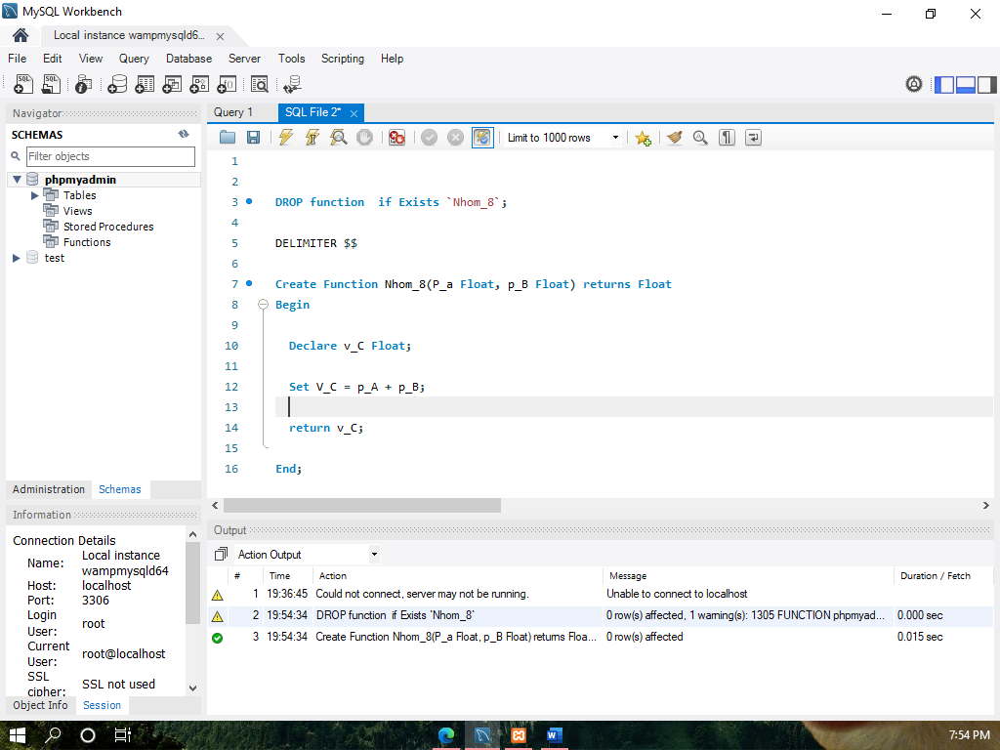 MySQL Workbench
Local instance wampmysqld6...
File Edit View Query Database Server Tools Scripting Help
Navigator
SCHEMAS
Filter objects
phpmyadmin
Tables
Views
Stored Procedures
Functions
test
Administration Schemas
Information
Connection Details
Name: Local instance wampmysqld64
Host: localhost
Port: 3306
Login User: root
Current User: root@localhost
SSL cipher: SSL not used
Object Info Session
Query 1 SQL File 2*
Limit to 1000 rows
1
2
3 DROP function if Exists `Nhom_8`;
4
5 DELIMITER $$
6
7 Create Function Nhom_8(P_a Float, p_B Float) returns Float
8 Begin
9
10 Declare v_C Float;
11
12 Set V_C = p_A + p_B;
13
14 return v_C;
15
16 End;
Output
Action Output
# Time Action Message Duration / Fetch
1 19:36:45 Could not connect, server may not be running. Unable to connect to localhost
2 19:54:34 DROP function if Exists `Nhom_8` 0 row(s) affected, 1 warning(s): 1305 FUNCTION phpmyad... 0.000 sec
3 19:54:34 Create Function Nhom_8(P_a Float, p_B Float) returns Floa... 0 row(s) affected 0.015 sec
7:54 PM